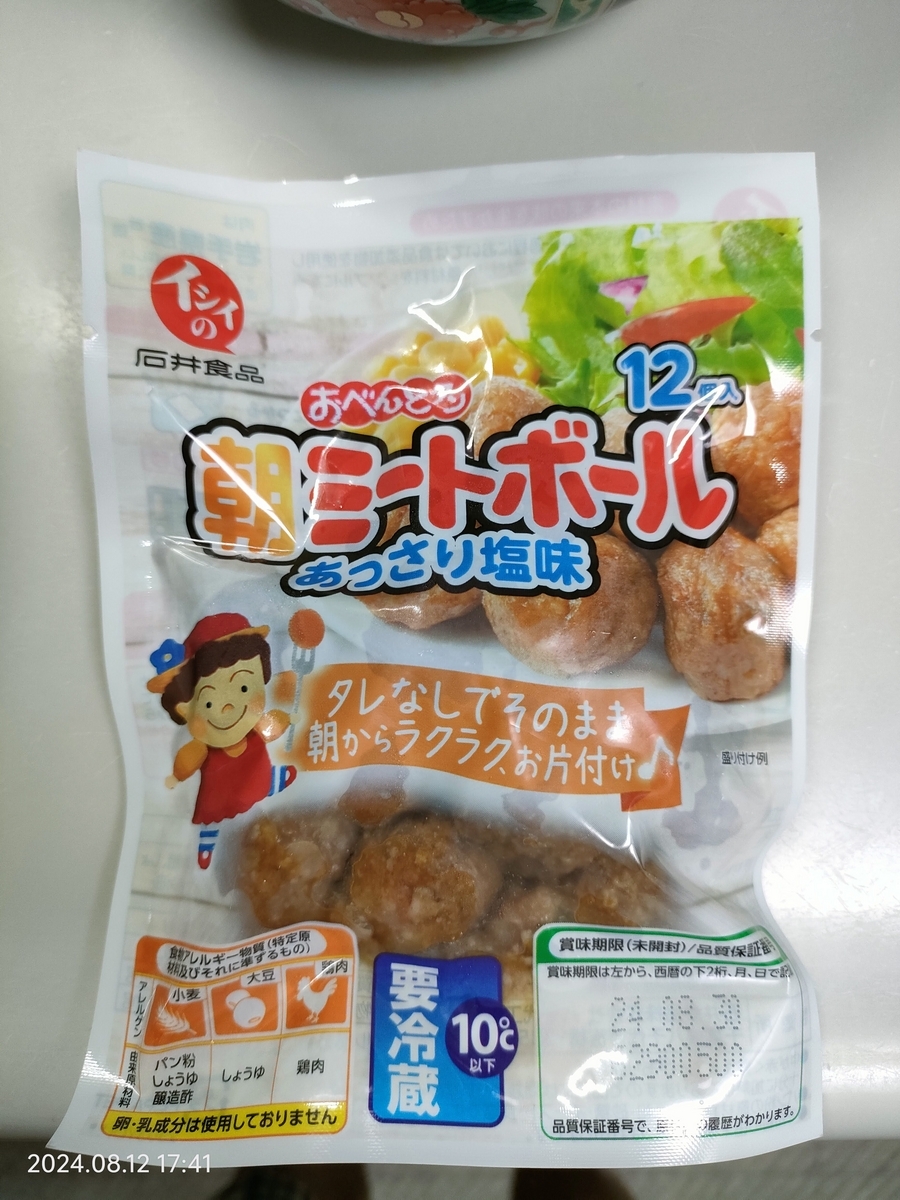 イシイの
石井食品
12個入
おべんとう
朝ミートボール
あっさり塩味
タレなしでそのまま
朝からラクラク、お片付け♪
盛り付け例
食物アレルギー物質(特定原
材料及びそれに準ずるもの)
アレルゲン
小麦
大豆
鶏肉
由来原材料
パン粉
しょうゆ
醸造酢
しょうゆ
鶏肉
卵・乳成分は使用しておりません
要冷蔵
10℃
以下
賞味期限(未開封)/品質保証番
賞味期限は左から、西暦の下2桁、月、日で
24.08.30
品質保証番号で、の履歴がわかります。
2024.08.12 17:41